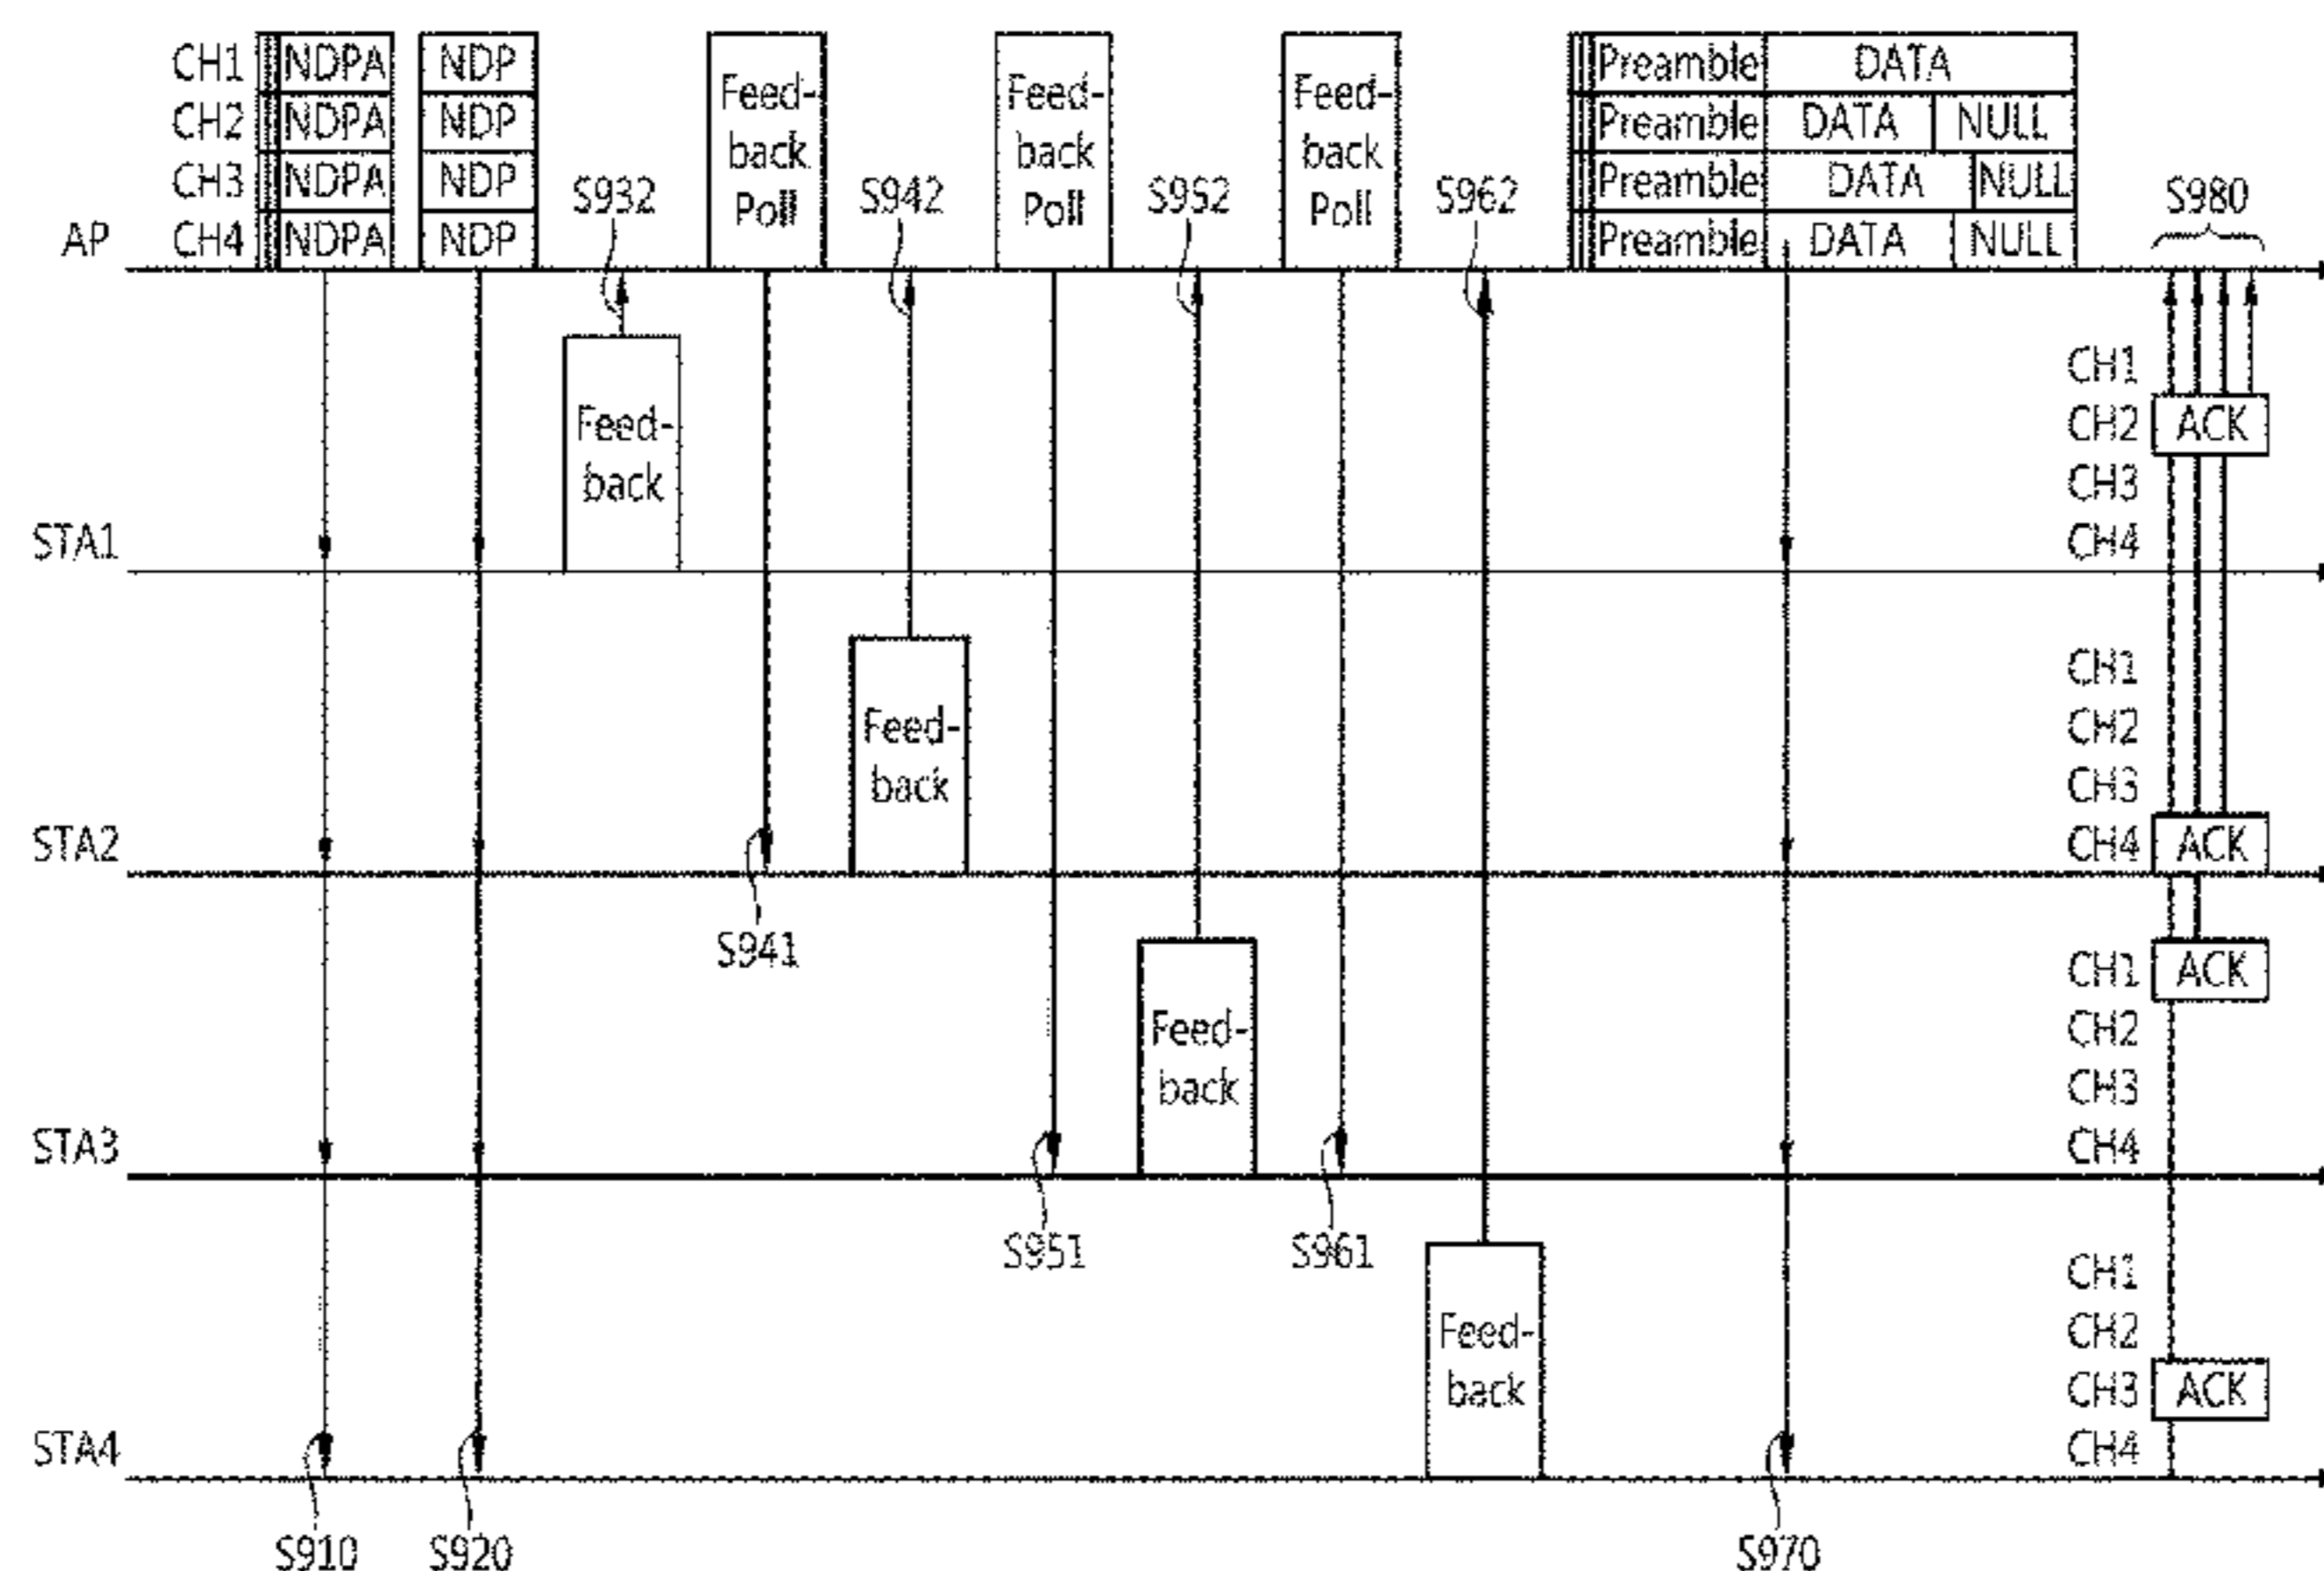 CH1 NDPA NDP Feed- Feed- Feed- Preamble DATA
CH2 NDPA NDP back back back Preamble DATA NULL
CH3 NDPA NDP S932 Poll S942 Poll S952 Poll S962 Preamble DATA NULL S980
AP CH4 NDPA NDP Preamble DATA NULL
CH1
Feed- CH2 ACK
back CH3
STA1 CH4
CH1
Feed- CH2
back CH3
STA2 CH4 ACK
S941 CH1 ACK
Feed- CH2
back CH3
STA3 CH4
S951 S961 CH1
Feed- CH2
back CH3 ACK
STA4 CH4
S910 S920 S970